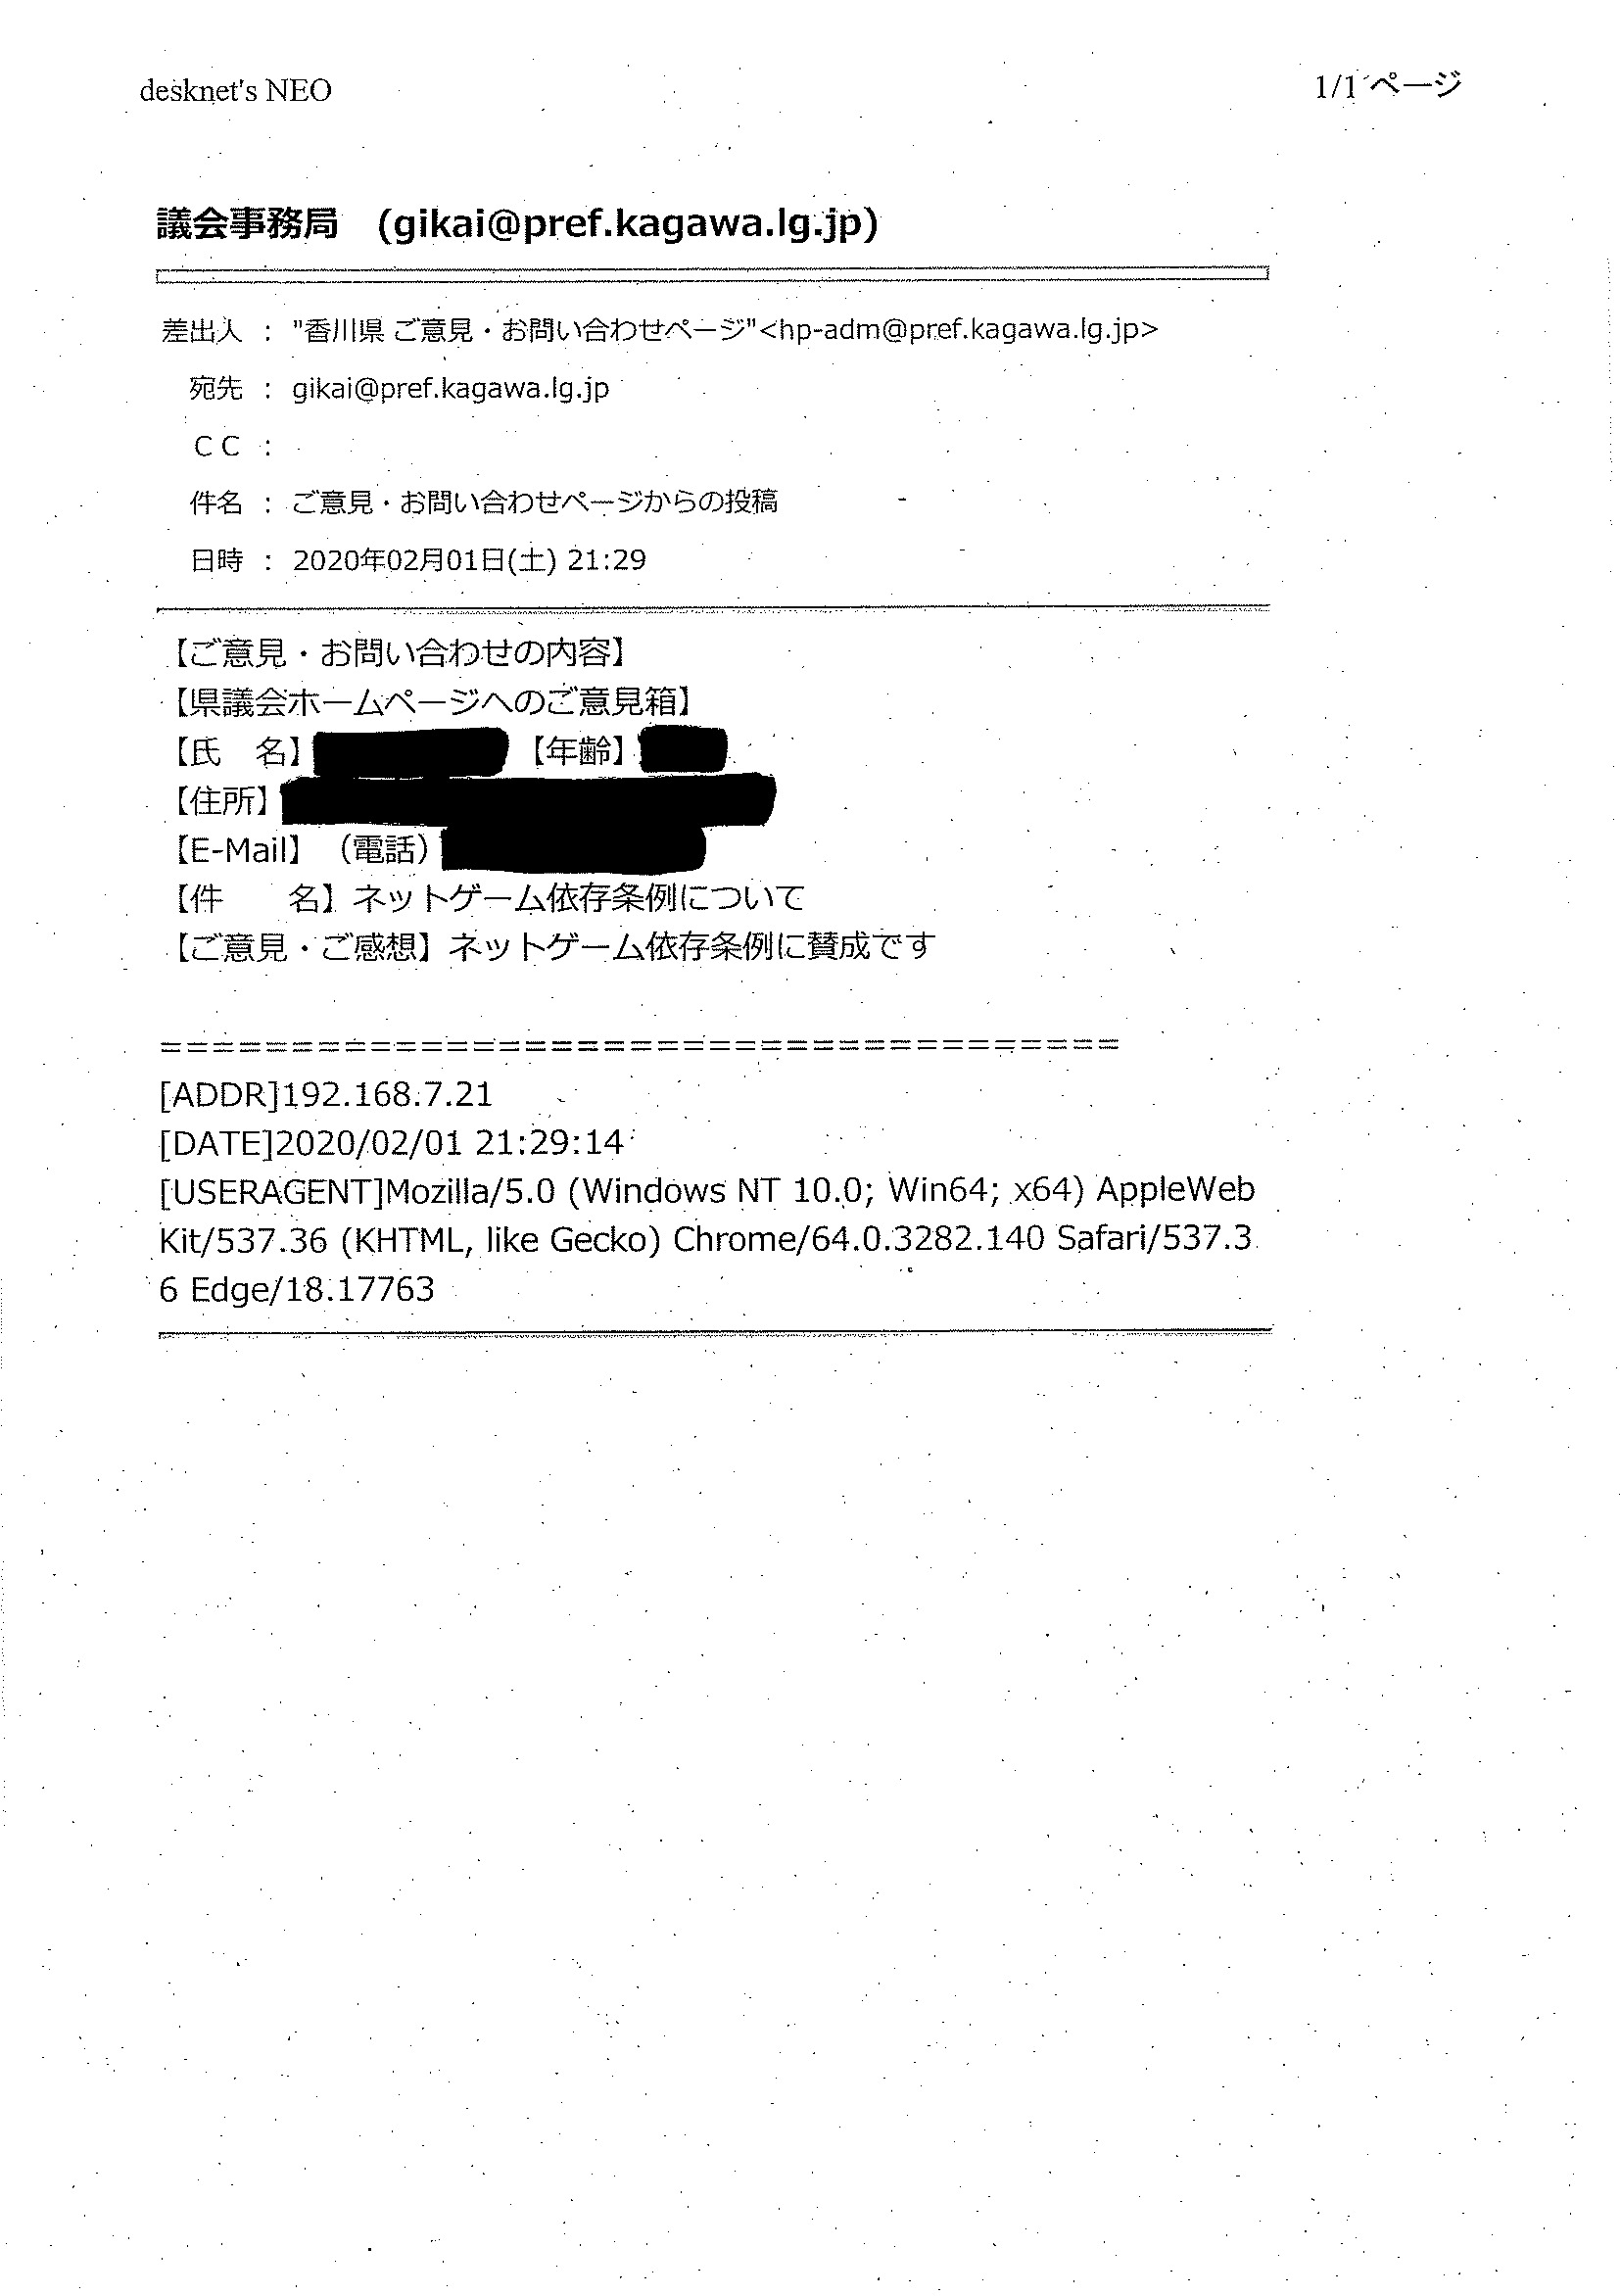 desknet's NEO
1/1 ページ
議会事務局　(gikai@pref.kagawa.lg.jp)
差出人 : "香川県 ご意見・お問い合わせページ"<hp-adm@pref.kagawa.lg.jp>
宛先 : gikai@pref.kagawa.lg.jp
ＣＣ :
件名 : ご意見・お問い合わせページからの投稿
日時 : 2020年02月01日(土) 21:29
【ご意見・お問い合わせの内容】
【県議会ホームページへのご意見箱】
【氏　名】　【年齢】
【住所】
【E-Mail】（電話）
【件　　名】ネットゲーム依存条例について
【ご意見・ご感想】ネットゲーム依存条例に賛成です
=====================================
[ADDR]192.168.7.21
[DATE]2020/02/01 21:29:14
[USERAGENT]Mozilla/5.0 (Windows NT 10.0; Win64; x64) AppleWeb
Kit/537.36 (KHTML, like Gecko) Chrome/64.0.3282.140 Safari/537.3
6 Edge/18.17763